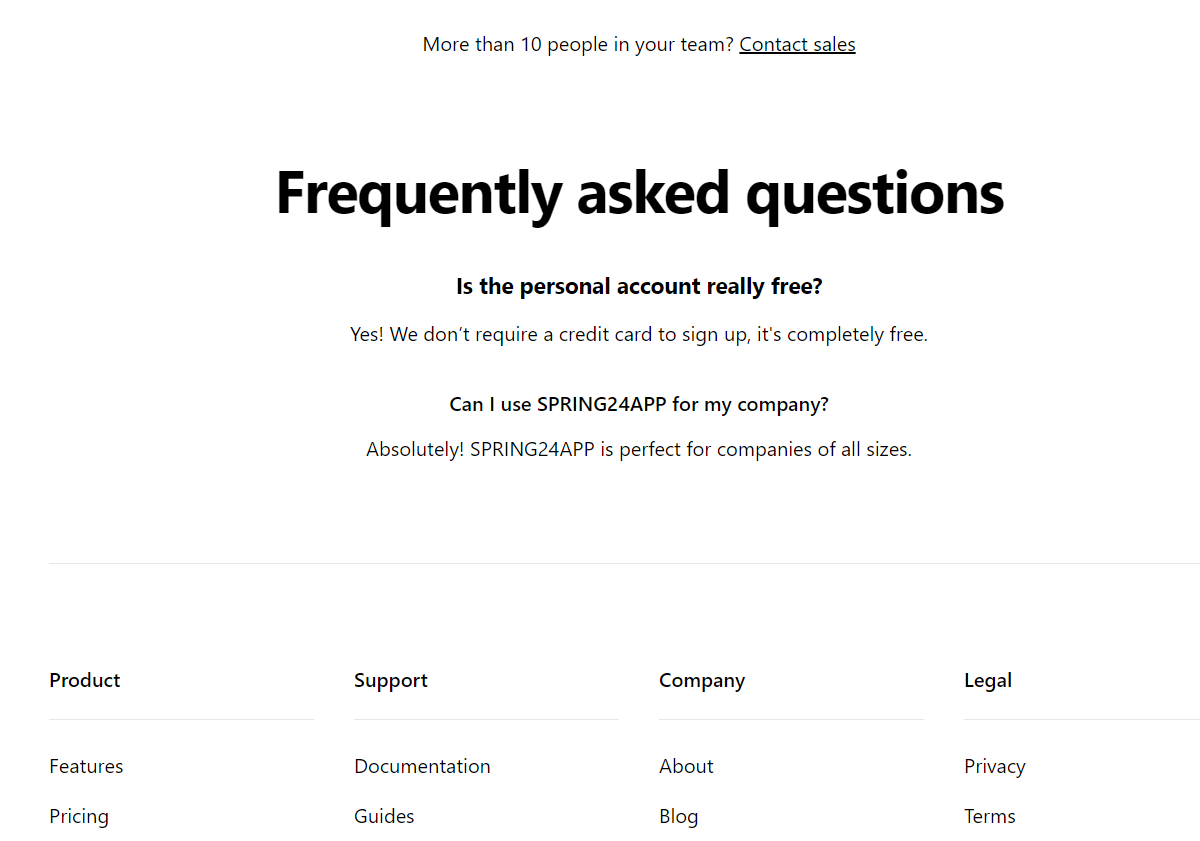 More than 10 people in your team? Contact sales
Frequently asked questions
Is the personal account really free?
Yes! We don’t require a credit card to sign up, it's completely free.
Can I use SPRING24APP for my company?
Absolutely! SPRING24APP is perfect for companies of all sizes.
Product Support Company Legal
Features Documentation About Privacy
Pricing Guides Blog Terms